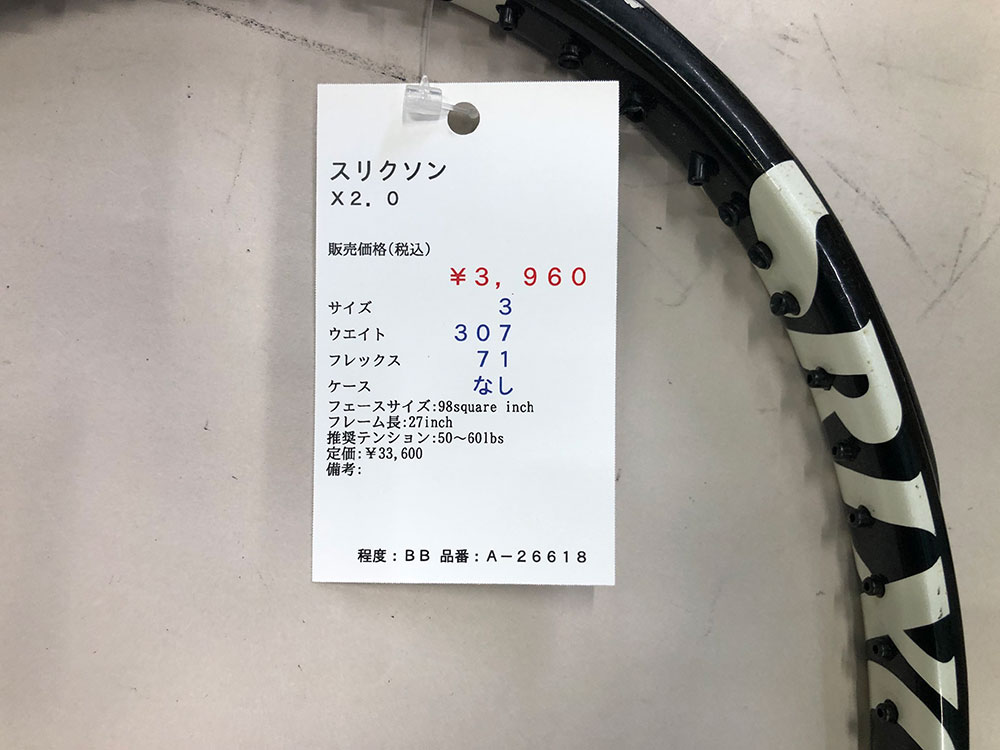 スリクソン
X2.0
販売価格(税込)
¥3,960
サイズ 3
ウエイト 307
フレックス 71
ケース なし
フェースサイズ:98square inch
フレーム長:27inch
推奨テンション:50～60lbs
定価:¥33,600
備考:
程度:BB 品番:A-26618